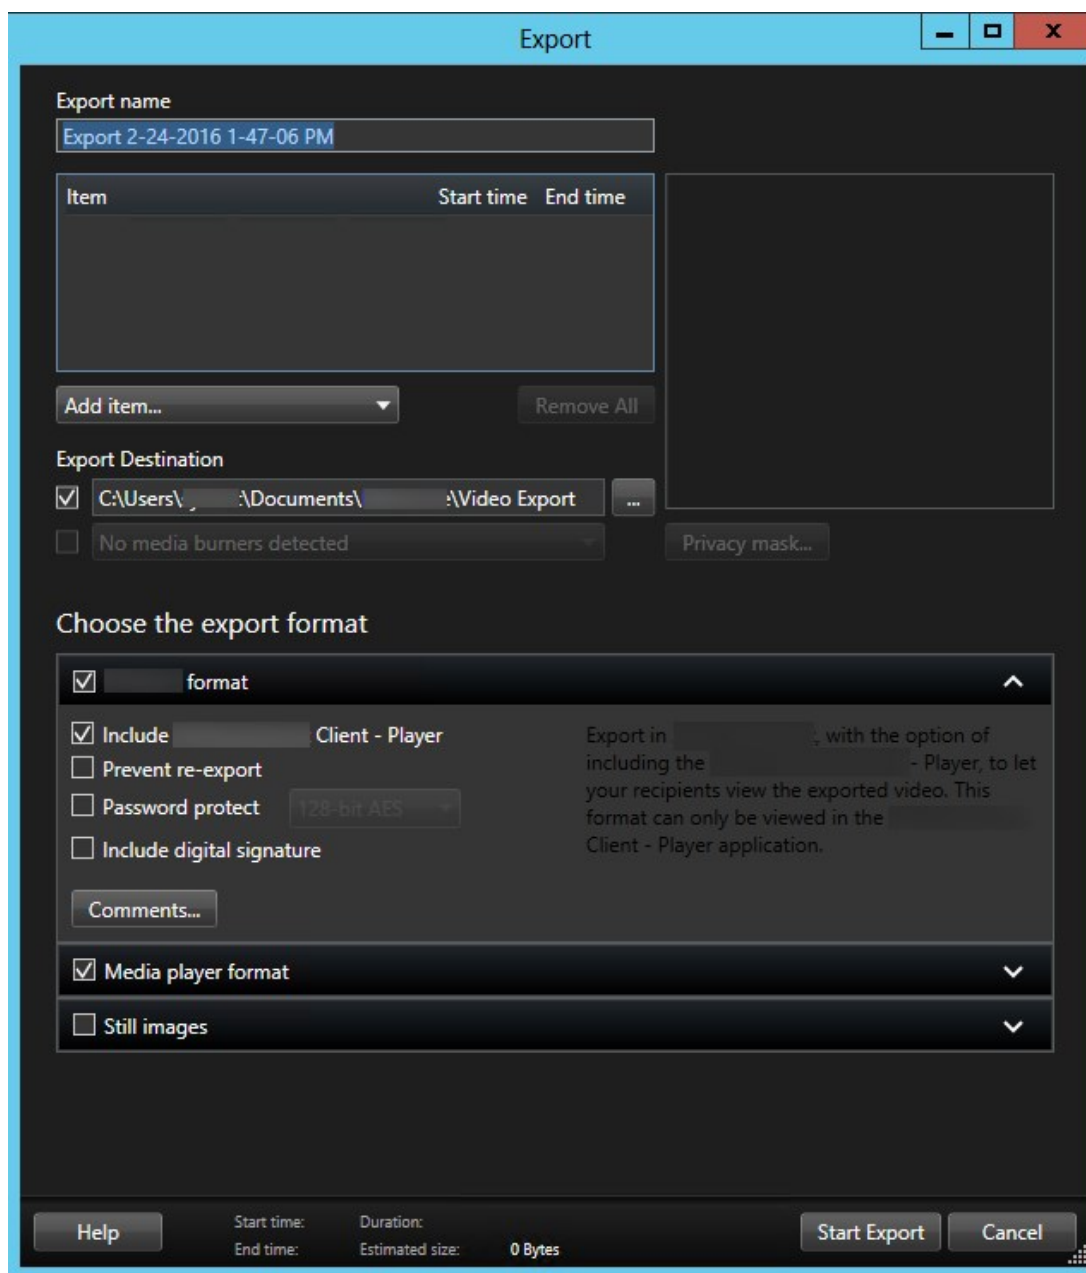 Export
Export name
Export 2-24-2016 1-47-06 PM
Item Start time End time
Add item...
Remove All
Export Destination
C:\Users\ :\Documents\ :\Video Export ...
No media burners detected
Privacy mask...
Choose the export format
format
Include Client - Player
Prevent re-export
Password protect 128-bit AES
Include digital signature
Comments...
Export in , with the option of
including the - Player, to let
your recipients view the exported video. This
format can only be viewed in the
Client - Player application.
Media player format
Still images
Help
Start time: Duration:
End time: Estimated size: 0 Bytes
Start Export Cancel